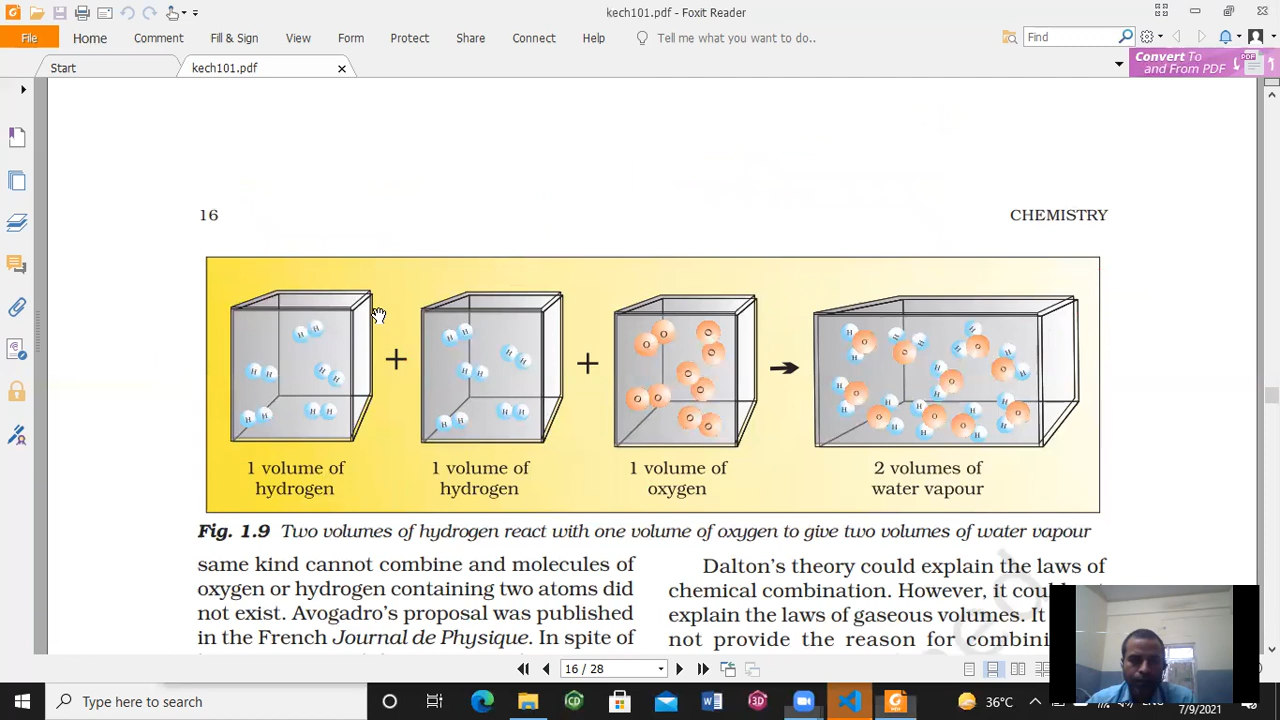 kech101.pdf - Foxit Reader
File Home Comment Fill & Sign View Form Protect Share Connect Help Tell me what you want to do.. Find
Start kech101.pdf
Convert To
and From PDF
PDF
16 CHEMISTRY
H H H H H H H H H H
H H H H H H H H H H
O O O O O O O O O O
+ +
1 volume of
hydrogen
1 volume of
hydrogen
1 volume of
oxygen
2 volumes of
water vapour
Fig. 1.9 Two volumes of hydrogen react with one volume of oxygen to give two volumes of water vapour
same kind cannot combine and molecules of
oxygen or hydrogen containing two atoms did
not exist. Avogadro's proposal was published
in the French Journal de Physique. In spite of
Dalton's theory could explain the laws of
chemical combination. However, it
explain the laws of gaseous volumes. It
not provide the reason for
16 / 28
Type here to search
36°C
7/9/2021